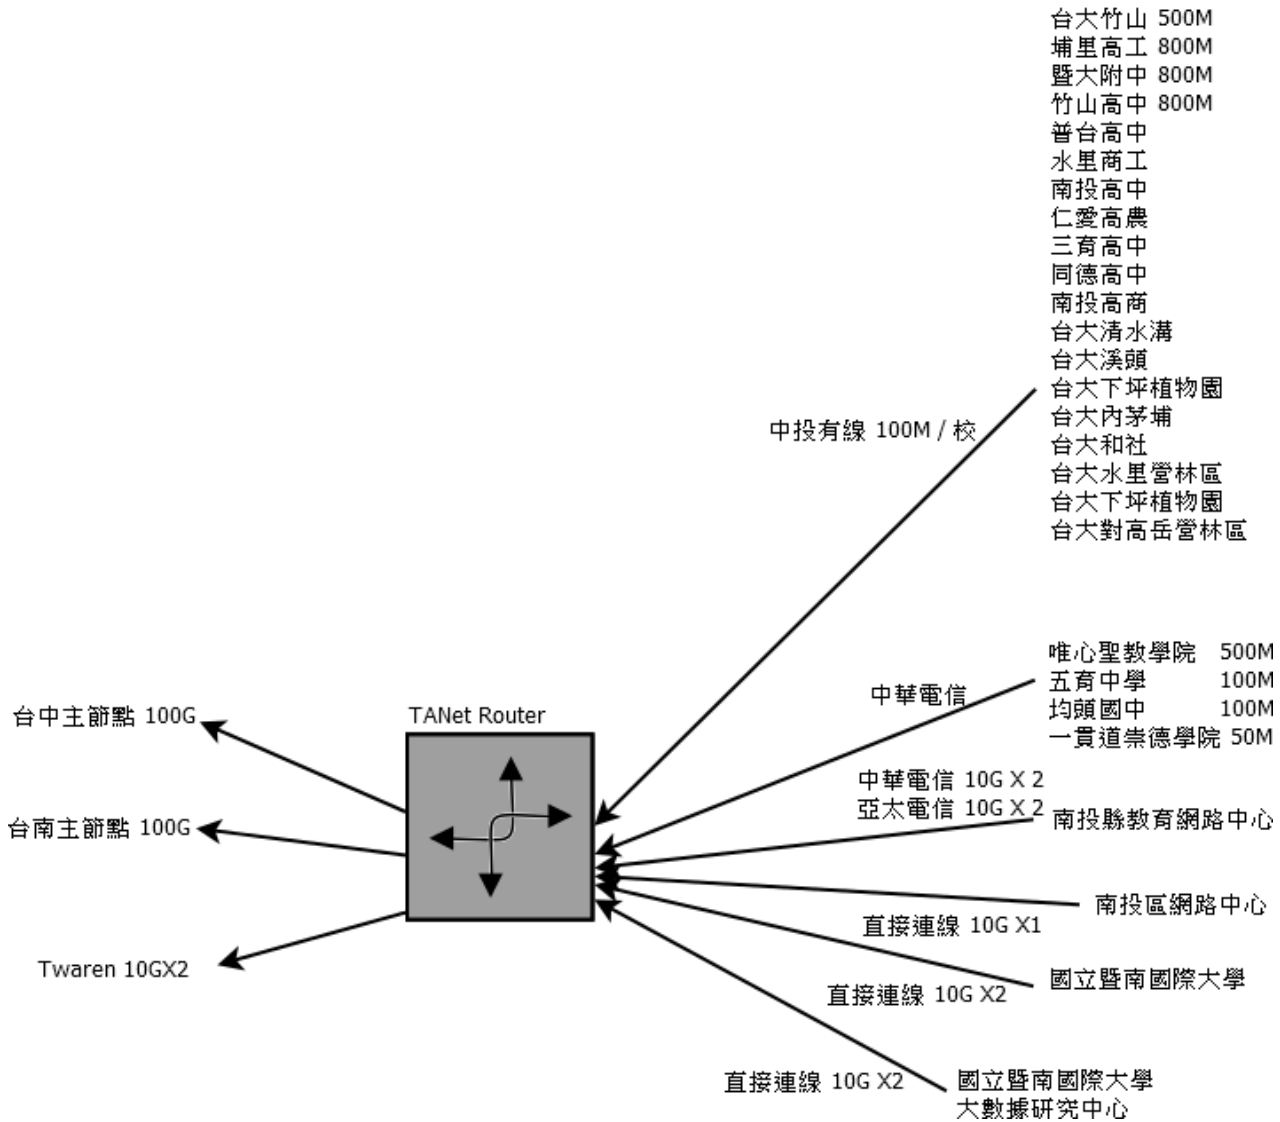 台大竹山 500M
埔里高工 800M
暨大附中 800M
竹山高中 800M
普台高中
水里商工
南投高中
仁愛高農
三育高中
同德高中
南投高商
台大清水溝
台大溪頭
台大下坪植物園
台大內茅埔
台大和社
台大水里營林區
台大下坪植物園
台大對高岳營林區
中投有線 100M / 校
唯心聖教學院 500M
五育中學 100M
均頭國中 100M
一貫道崇德學院 50M
中華電信
台中主節點 100G
TANet Router
中華電信 10G X 2
亞太電信 10G X 2
南投縣教育網路中心
台南主節點 100G
南投區網路中心
直接連線 10G X1
Twaren 10GX2
國立暨南國際大學
直接連線 10G X2
直接連線 10G X2
國立暨南國際大學
大數據研究中心